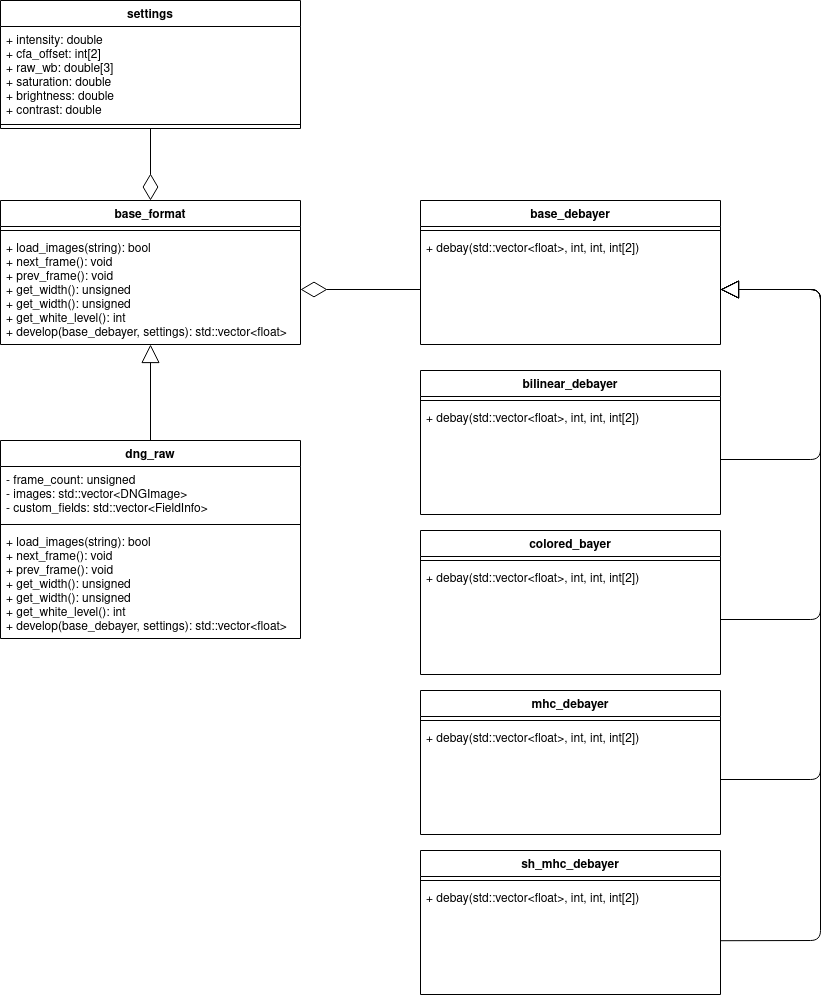 settings
+ intensity: double
+ cfa_offset: int[2]
+ raw_wb: double[3]
+ saturation: double
+ brightness: double
+ contrast: double
base_format
+ load_images(string): bool
+ next_frame(): void
+ prev_frame(): void
+ get_width(): unsigned
+ get_width(): unsigned
+ get_white_level(): int
+ develop(base_debayer, settings): std::vector<float>
base_debayer
+ debay(std::vector<float>, int, int, int[2])
dng_raw
- frame_count: unsigned
- images: std::vector<DNGImage>
- custom_fields: std::vector<FieldInfo>
+ load_images(string): bool
+ next_frame(): void
+ prev_frame(): void
+ get_width(): unsigned
+ get_width(): unsigned
+ get_white_level(): int
+ develop(base_debayer, settings): std::vector<float>
bilinear_debayer
+ debay(std::vector<float>, int, int, int[2])
colored_bayer
+ debay(std::vector<float>, int, int, int[2])
mhc_debayer
+ debay(std::vector<float>, int, int, int[2])
sh_mhc_debayer
+ debay(std::vector<float>, int, int, int[2])